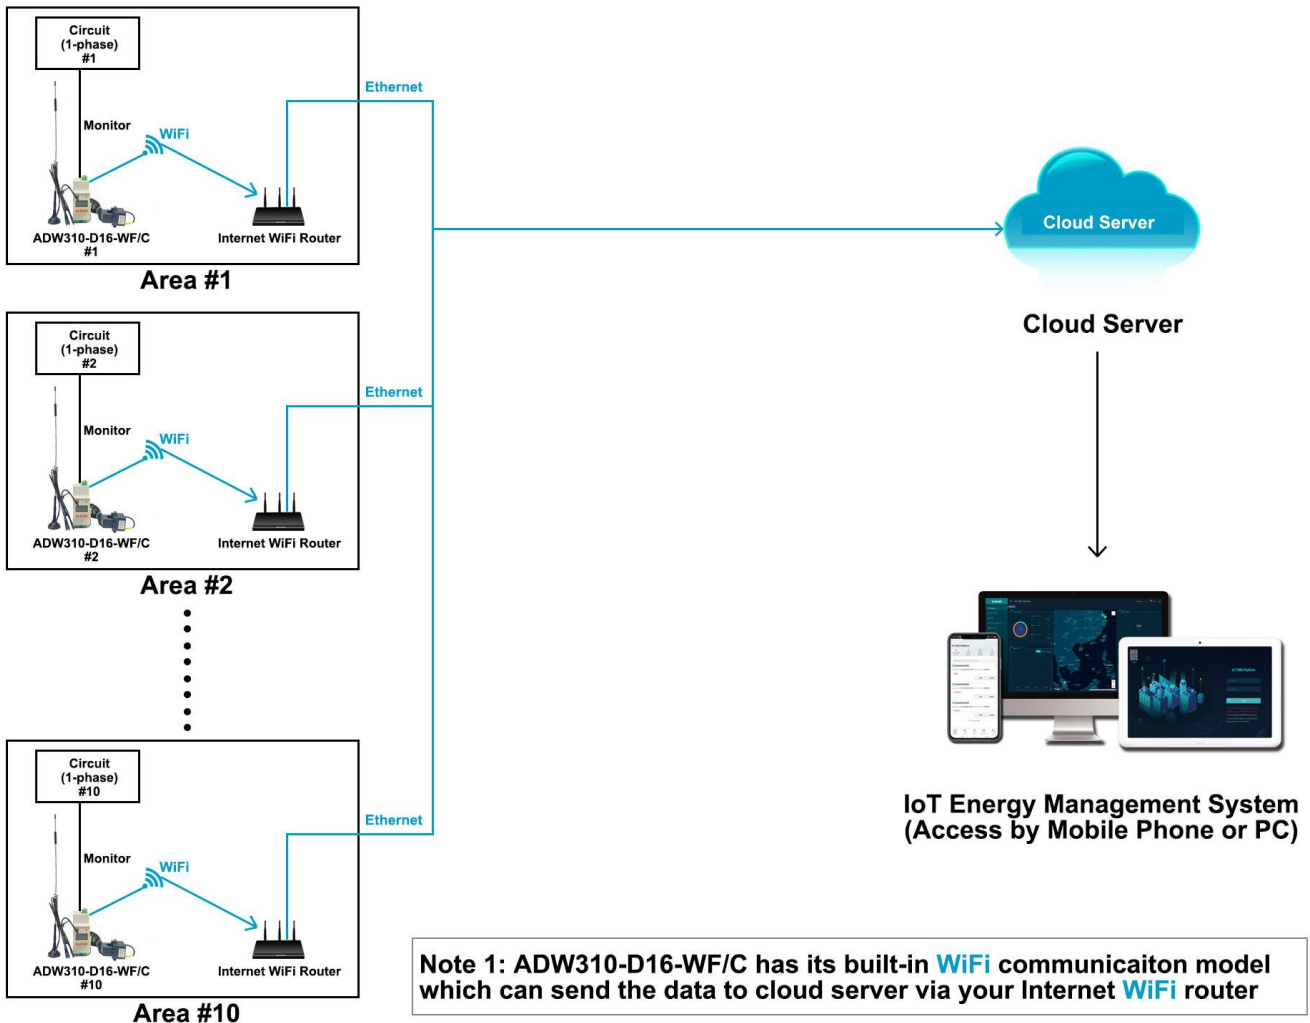 Circuit
(1-phase)
#1
Monitor
WiFi
Ethernet
ADW310-D16-WF/C
#1
Internet WiFi Router
Area #1
Circuit
(1-phase)
#2
Monitor
WiFi
Ethernet
ADW310-D16-WF/C
#2
Internet WiFi Router
Area #2
Circuit
(1-phase)
#10
Monitor
WiFi
Ethernet
ADW310-D16-WF/C
#10
Internet WiFi Router
Area #10
Cloud Server
Cloud Server
IoT Energy Management System
(Access by Mobile Phone or PC)
Note 1: ADW310-D16-WF/C has its built-in WiFi communicaiton model
which can send the data to cloud server via your Internet WiFi router